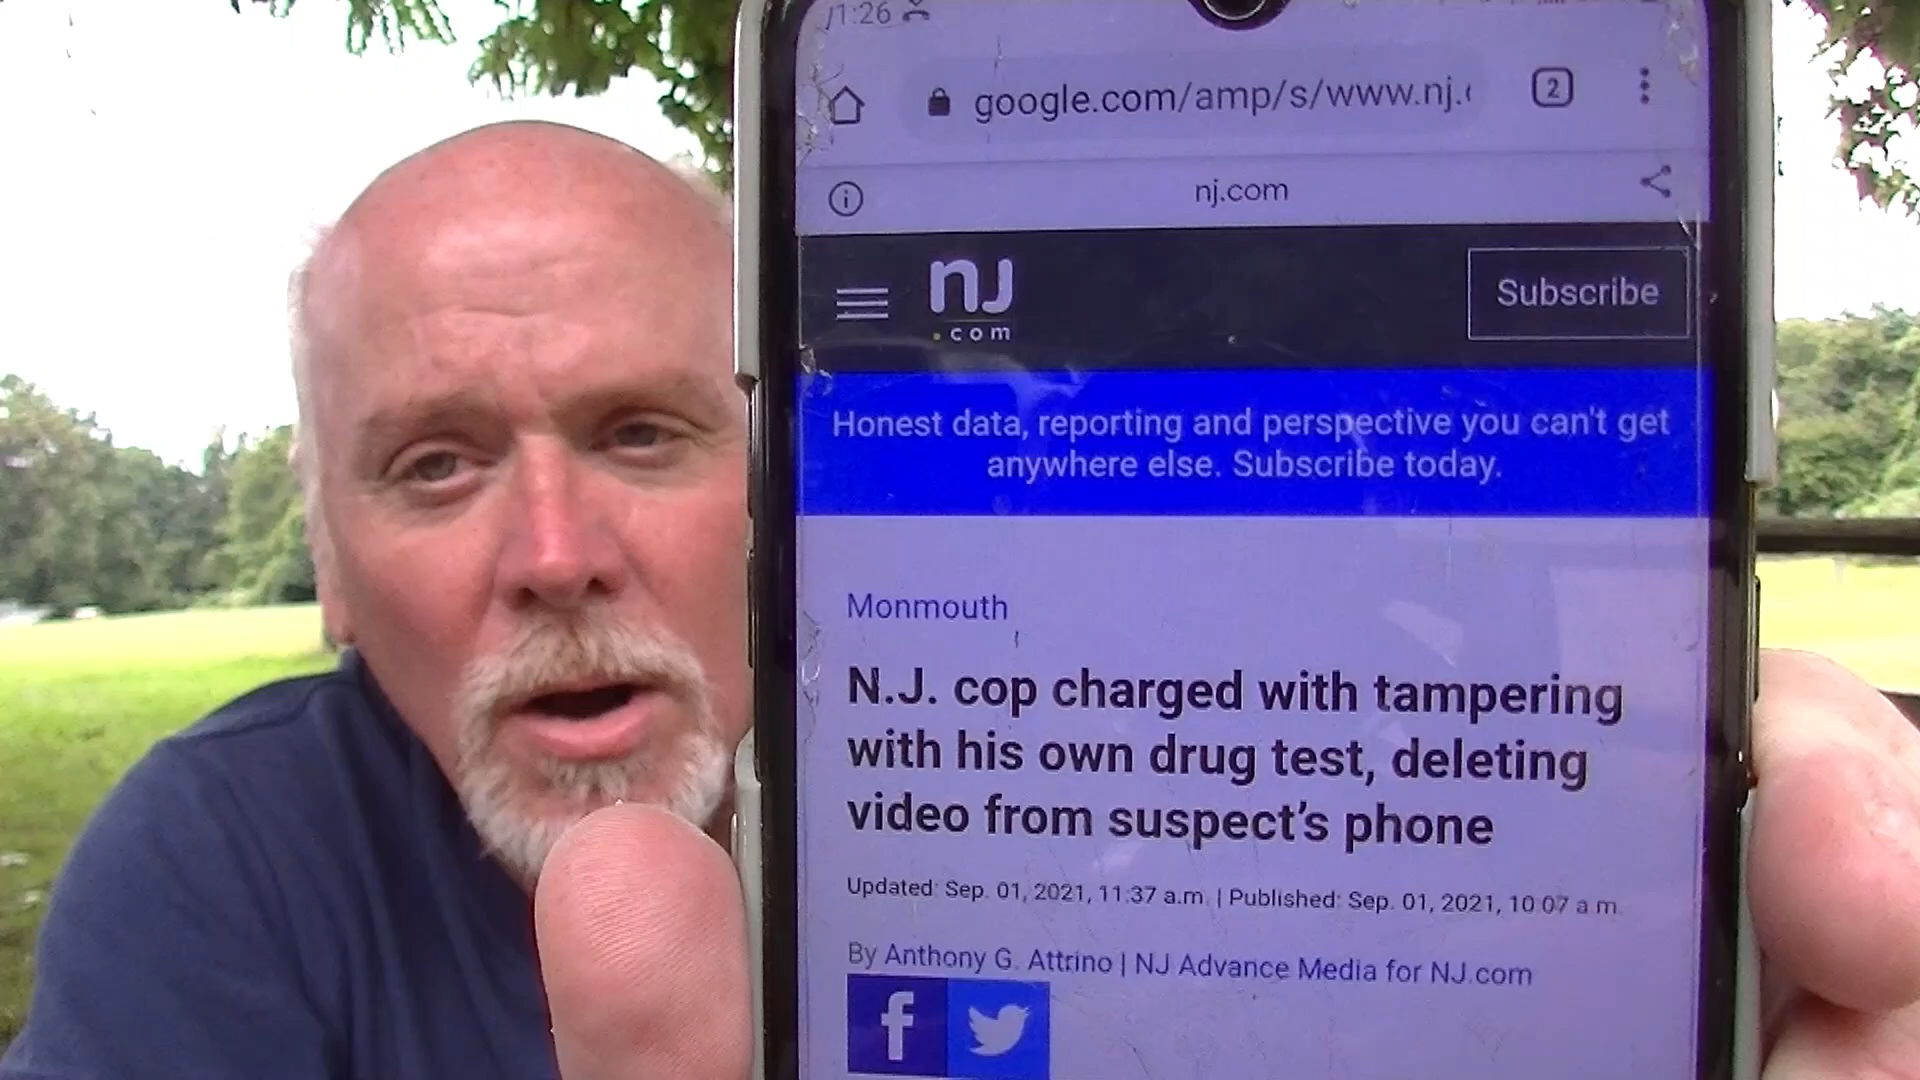 1:26
google.com/amp/s/www.nj.
2
nj.com
nj
.com
Subscribe
Honest data, reporting and perspective you can't get
anywhere else. Subscribe today.
Monmouth
N.J. cop charged with tampering
with his own drug test, deleting
video from suspect’s phone
Updated: Sep. 01, 2021, 11:37 a.m. | Published: Sep. 01, 2021, 10:07 a.m.
By Anthony G. Attrino | NJ Advance Media for NJ.com
f